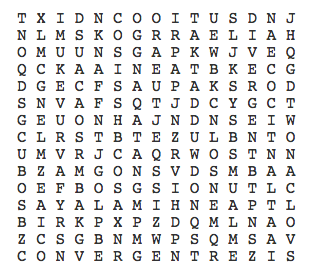 T X I D N C O O I T U S D N J
N L M S K O G R R A E L I A H
O M U U N S G A P K W J V E Q
Q C K A A I N E A T B K E C G
D G E C F S A U P A K S R O D
S N V A F S Q T J D C Y G C T
G E U O N H A J N D N S E I W
C L R S T B T E Z U L B N T O
U M V R J C A Q R W O S T N N
B Z A M G O N S V D S M B A A
O E F B O S G S I O N U T L C
S A Y A L A M I H N E A P T L
B I R K P X P Z D Q M L N A O
Z C S G B N M W P S Q M S A V
C O N V E R G E N T R E Z I S